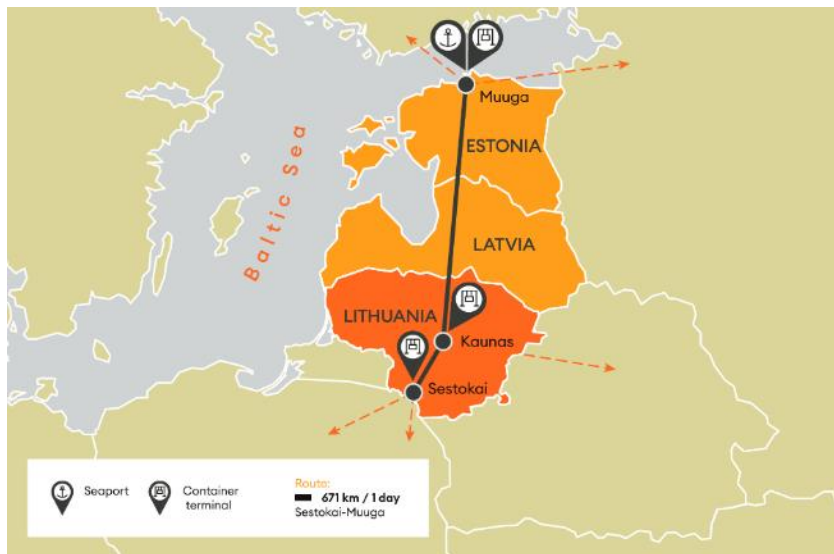 Muuga
ESTONIA
Baltic Sea
LATVIA
LITHUANIA
Kaunas
Sestokai
Seaport
Container
terminal
Route:
671 km / 1 day
Sestokai-Muuga